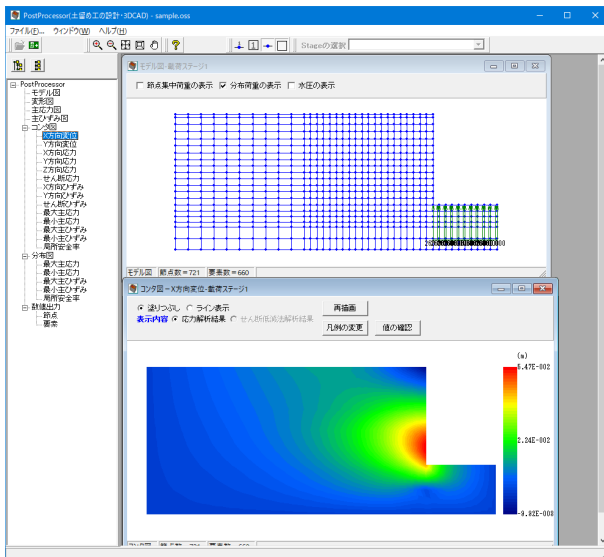 PostProcessor(土留め工の設計・3DCAD) - sample.oss
ファイル(F)... ウィンドウ(W) ヘルプ(H)
Stageの選択
PostProcessor
モデル図
変形図
主応力図
主ひずみ図
コンタ図
X方向変位
Y方向変位
X方向応力
Y方向応力
Z方向応力
せん断応力
X方向ひずみ
Y方向ひずみ
せん断ひずみ
最大主応力
最小主応力
最大主ひずみ
最小主ひずみ
局所安全率
分布図
最大主応力
最小主応力
最大主ひずみ
最小主ひずみ
局所安全率
数値出力
節点
要素
モデル図-載荷ステージ1
節点集中荷重の表示 分布荷重の表示 水圧の表示
モデル図 節点数=721 要素数=660
コンタ図-X方向変位-載荷ステージ1
塗りつぶし ライン表示 再描画
表示内容 応力解析結果 せん断低減法解析結果
凡例の変更 値の確認
(m)
6.47E-002
2.24E-002